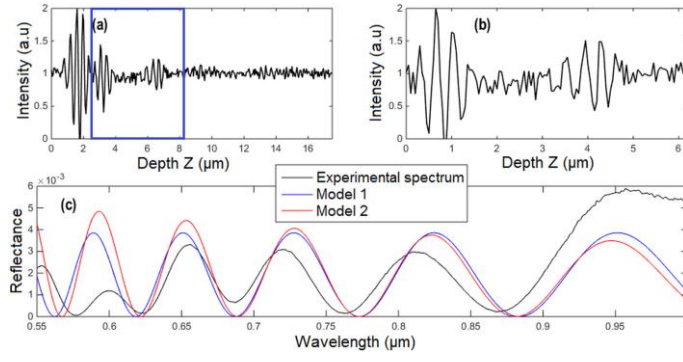 2
(a)
1.5
1
0.5
0
Intensity (a.u)
0 2 4 6 8 10 12 14 16
Depth Z (µm)
2
(b)
1.5
1
0.5
0
Intensity (a.u)
0 1 2 3 4 5 6
Depth Z (µm)
×10⁻³
6
5
4
3
2
1
0
Reflectance
(c)
Experimental spectrum
Model 1
Model 2
0.55 0.6 0.65 0.7 0.75 0.8 0.85 0.9 0.95
Wavelength (µm)